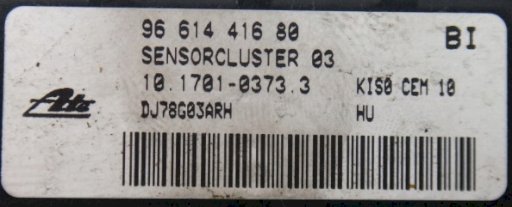 96 614 416 80 BI
SENSORCLUSTER 03
10.1701-0373.3 KIS0 CEM 10
Ate DJ78G03ARH HU